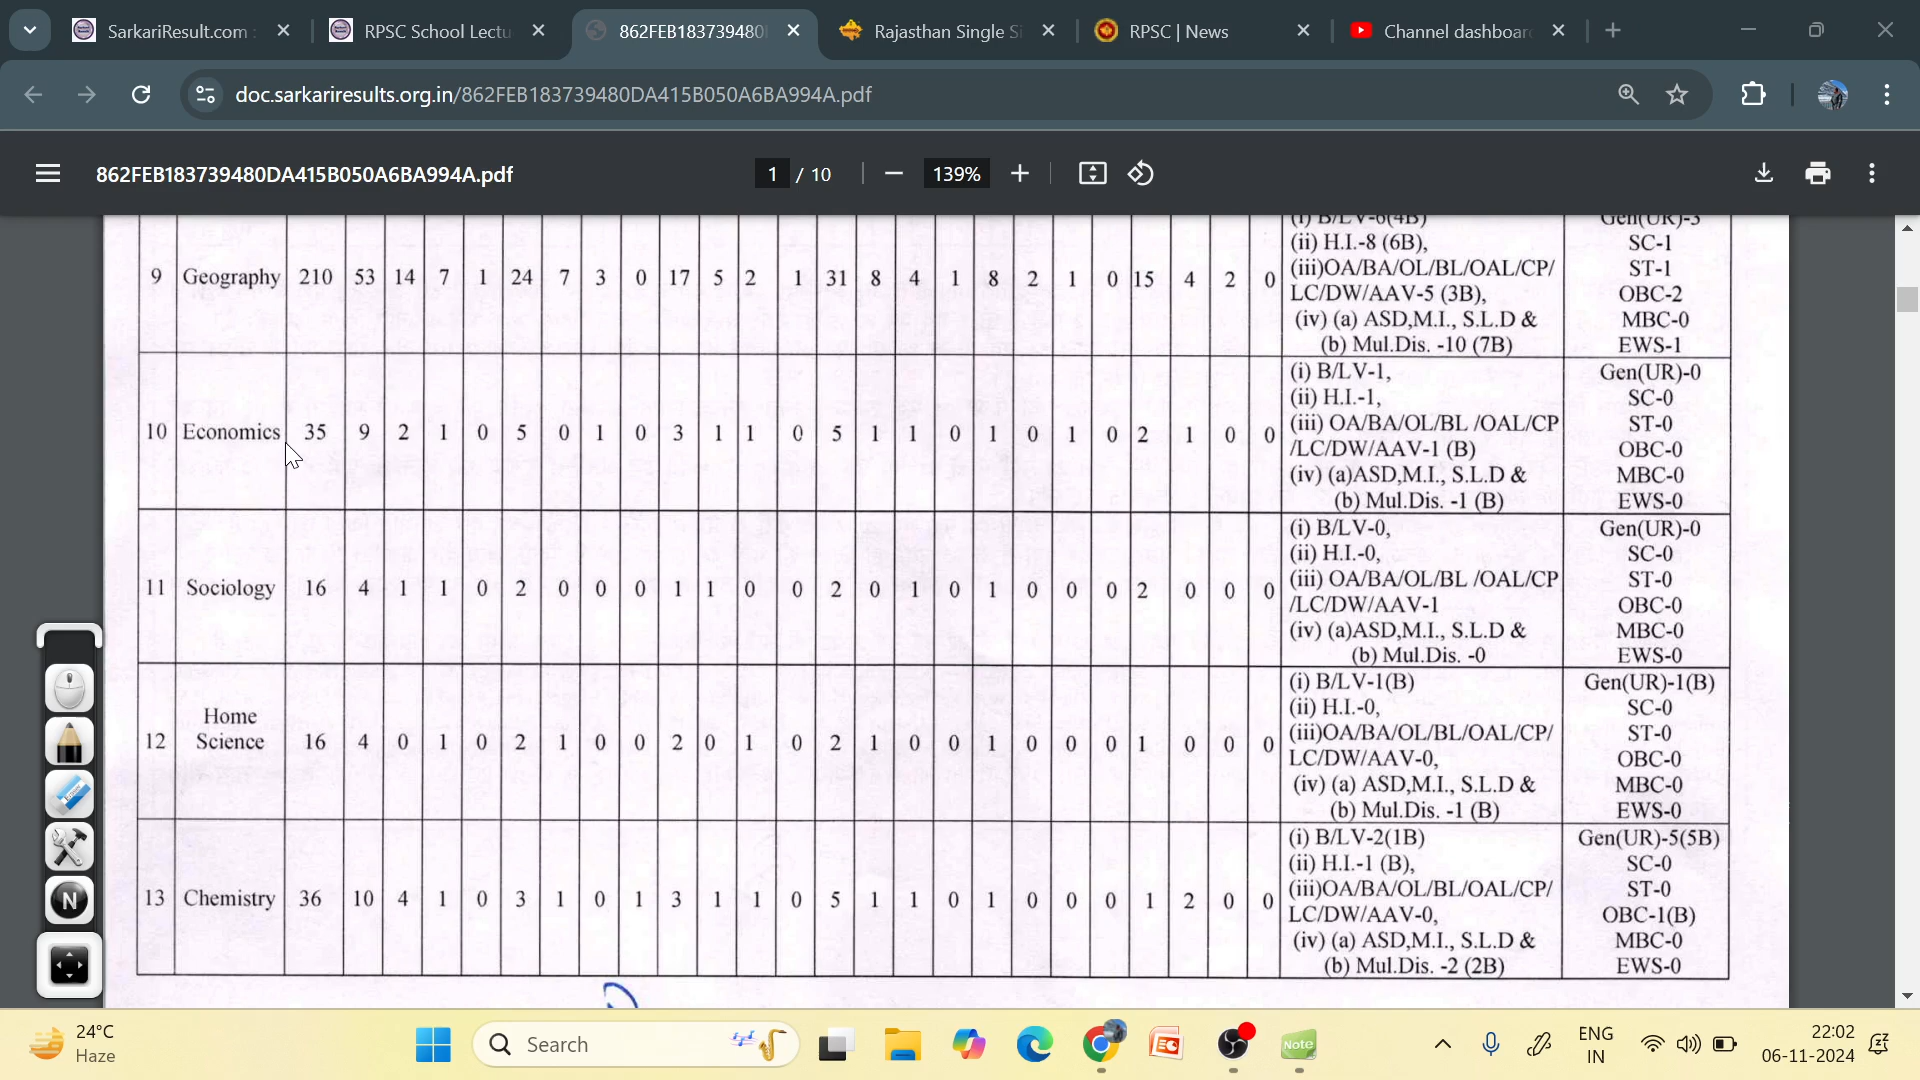 SarkariResult.com :
RPSC School Lectu
862FEB183739480
Rajasthan Single Si
RPSC | News
Channel dashboard
doc.sarkariresults.org.in/862FEB183739480DA415B050A6BA994A.pdf
862FEB183739480DA415B050A6BA994A.pdf
1 / 10
139%
(i) B/LV-6(4B) Gen(UR)-3
(ii) H.I.-8 (6B), SC-1
9 Geography 210 53 14 7 1 24 7 3 0 17 5 2 1 31 8 4 1 8 2 1 0 15 4 2 0 (iii)OA/BA/OL/BL/OAL/CP/ ST-1
LC/DW/AAV-5 (3B), OBC-2
(iv) (a) ASD,M.I., S.L.D & MBC-0
(b) Mul.Dis. -10 (7B) EWS-1
(i) B/LV-1, Gen(UR)-0
(ii) H.I.-1, SC-0
10 Economics 35 9 2 1 0 5 0 1 0 3 1 1 0 5 1 1 0 1 0 1 0 2 1 0 0 (iii) OA/BA/OL/BL /OAL/CP ST-0
/LC/DW/AAV-1 (B) OBC-0
(iv) (a)ASD,M.I., S.L.D & MBC-0
(b) Mul.Dis. -1 (B) EWS-0
(i) B/LV-0, Gen(UR)-0
(ii) H.I.-0, SC-0
11 Sociology 16 4 1 1 0 2 0 0 0 1 1 0 0 2 0 1 0 1 0 0 0 2 0 0 0 (iii) OA/BA/OL/BL /OAL/CP ST-0
/LC/DW/AAV-1 OBC-0
(iv) (a)ASD,M.I., S.L.D & MBC-0
(b) Mul.Dis. -0 EWS-0
(i) B/LV-1(B) Gen(UR)-1(B)
(ii) H.I.-0, SC-0
12 Home Science 16 4 0 1 0 2 1 0 0 2 0 1 0 2 1 0 0 1 0 0 0 1 0 0 0 (iii)OA/BA/OL/BL/OAL/CP/ ST-0
LC/DW/AAV-0, OBC-0
(iv) (a) ASD,M.I., S.L.D & MBC-0
(b) Mul.Dis. -1 (B) EWS-0
(i) B/LV-2(1B) Gen(UR)-5(5B)
(ii) H.I.-1 (B), SC-0
13 Chemistry 36 10 4 1 0 3 1 0 1 3 1 1 0 5 1 1 0 1 0 0 0 1 2 0 0 (iii)OA/BA/OL/BL/OAL/CP/ ST-0
LC/DW/AAV-0, OBC-1(B)
(iv) (a) ASD,M.I., S.L.D & MBC-0
(b) Mul.Dis. -2 (2B) EWS-0
N
24°C
Haze
Search
Note
ENG
IN
22:02
06-11-2024